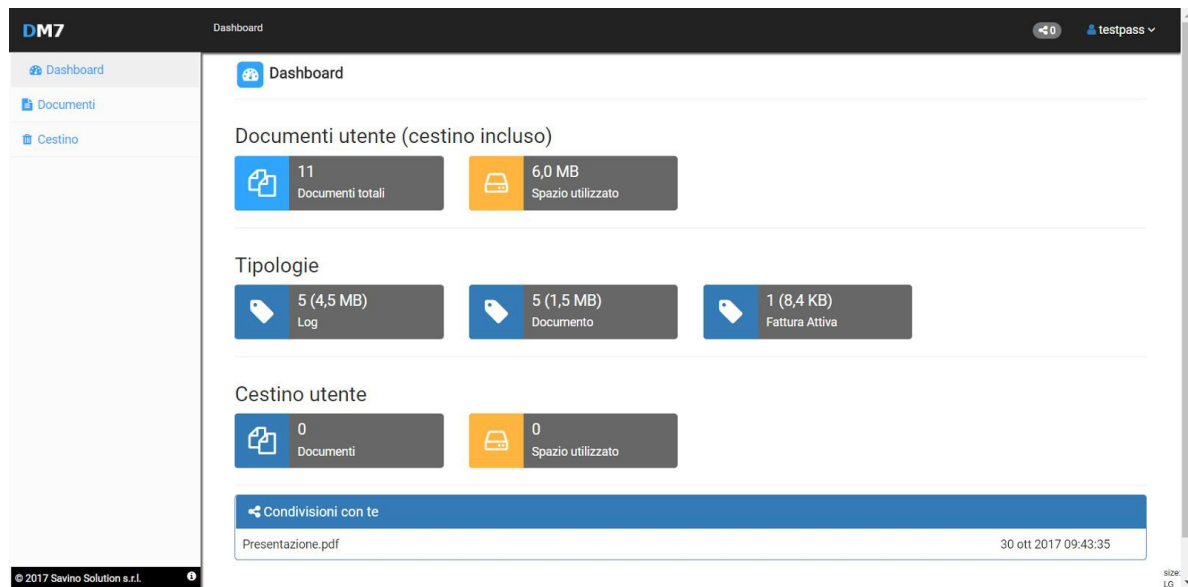 DM7
Dashboard
0
testpass
Dashboard
Documenti
Cestino
Dashboard
Documenti utente (cestino incluso)
11
Documenti totali
6,0 MB
Spazio utilizzato
Tipologie
5 (4,5 MB)
Log
5 (1,5 MB)
Documento
1 (8,4 KB)
Fattura Attiva
Cestino utente
0
Documenti
0
Spazio utilizzato
Condivisioni con te
Presentazione.pdf 30 ott 2017 09:43:35
© 2017 Savino Solution s.r.l.
size:
LG